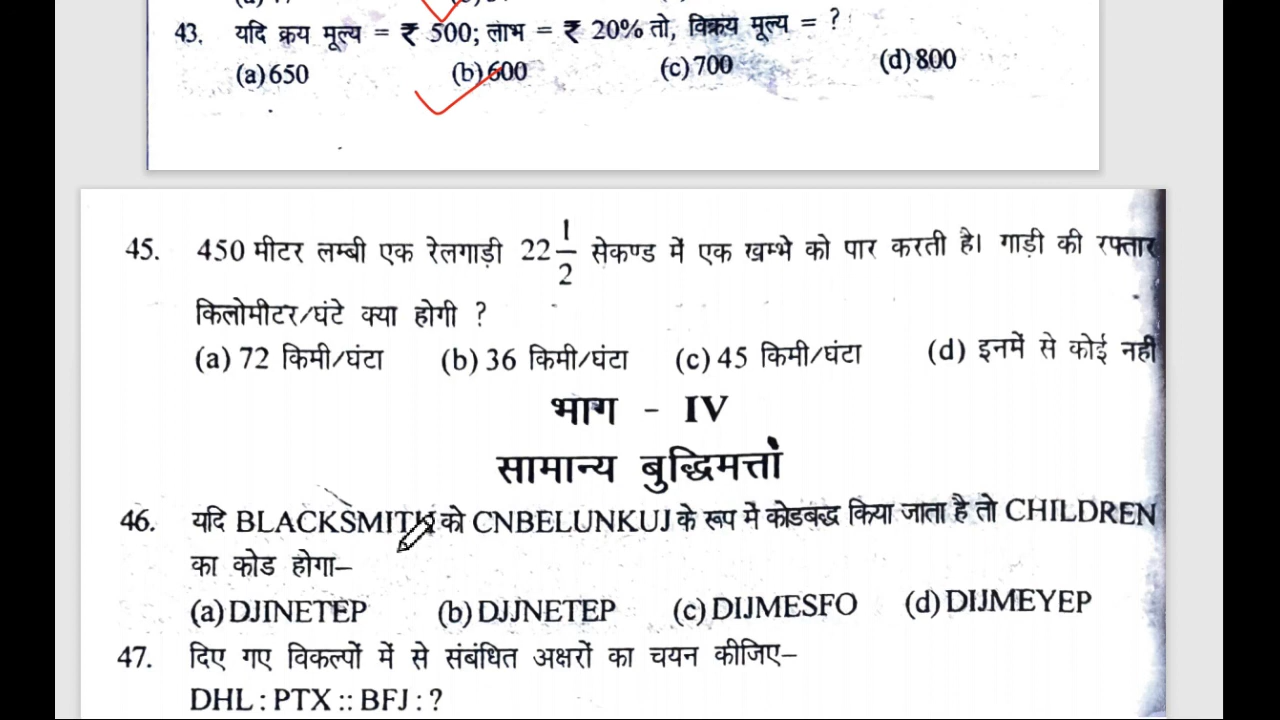 43. यदि क्रय मूल्य = ₹ 500; लाभ = ₹ 20% तो, विक्रय मूल्य = ?
(a) 650 (b) 600 (c) 700 (d) 800
45. 450 मीटर लम्बी एक रेलगाड़ी 22 1/2 सेकण्ड में एक खम्भे को पार करती है। गाड़ी की रफ्तार
किलोमीटर/घंटे क्या होगी ?
(a) 72 किमी/घंटा (b) 36 किमी/घंटा (c) 45 किमी/घंटा (d) इनमें से कोई नहीं
भाग - IV
सामान्य बुद्धिमत्ता
46. यदि BLACKSMITH को CNBELUNKUJ के रूप में कोडबद्ध किया जाता है तो CHILDREN
का कोड होगा–
(a) DJINETEP (b) DJJNETEP (c) DIJMESFO (d) DIJMEYEP
47. दिए गए विकल्पों में से संबंधित अक्षरों का चयन कीजिए–
DHL : PTX :: BFJ : ?